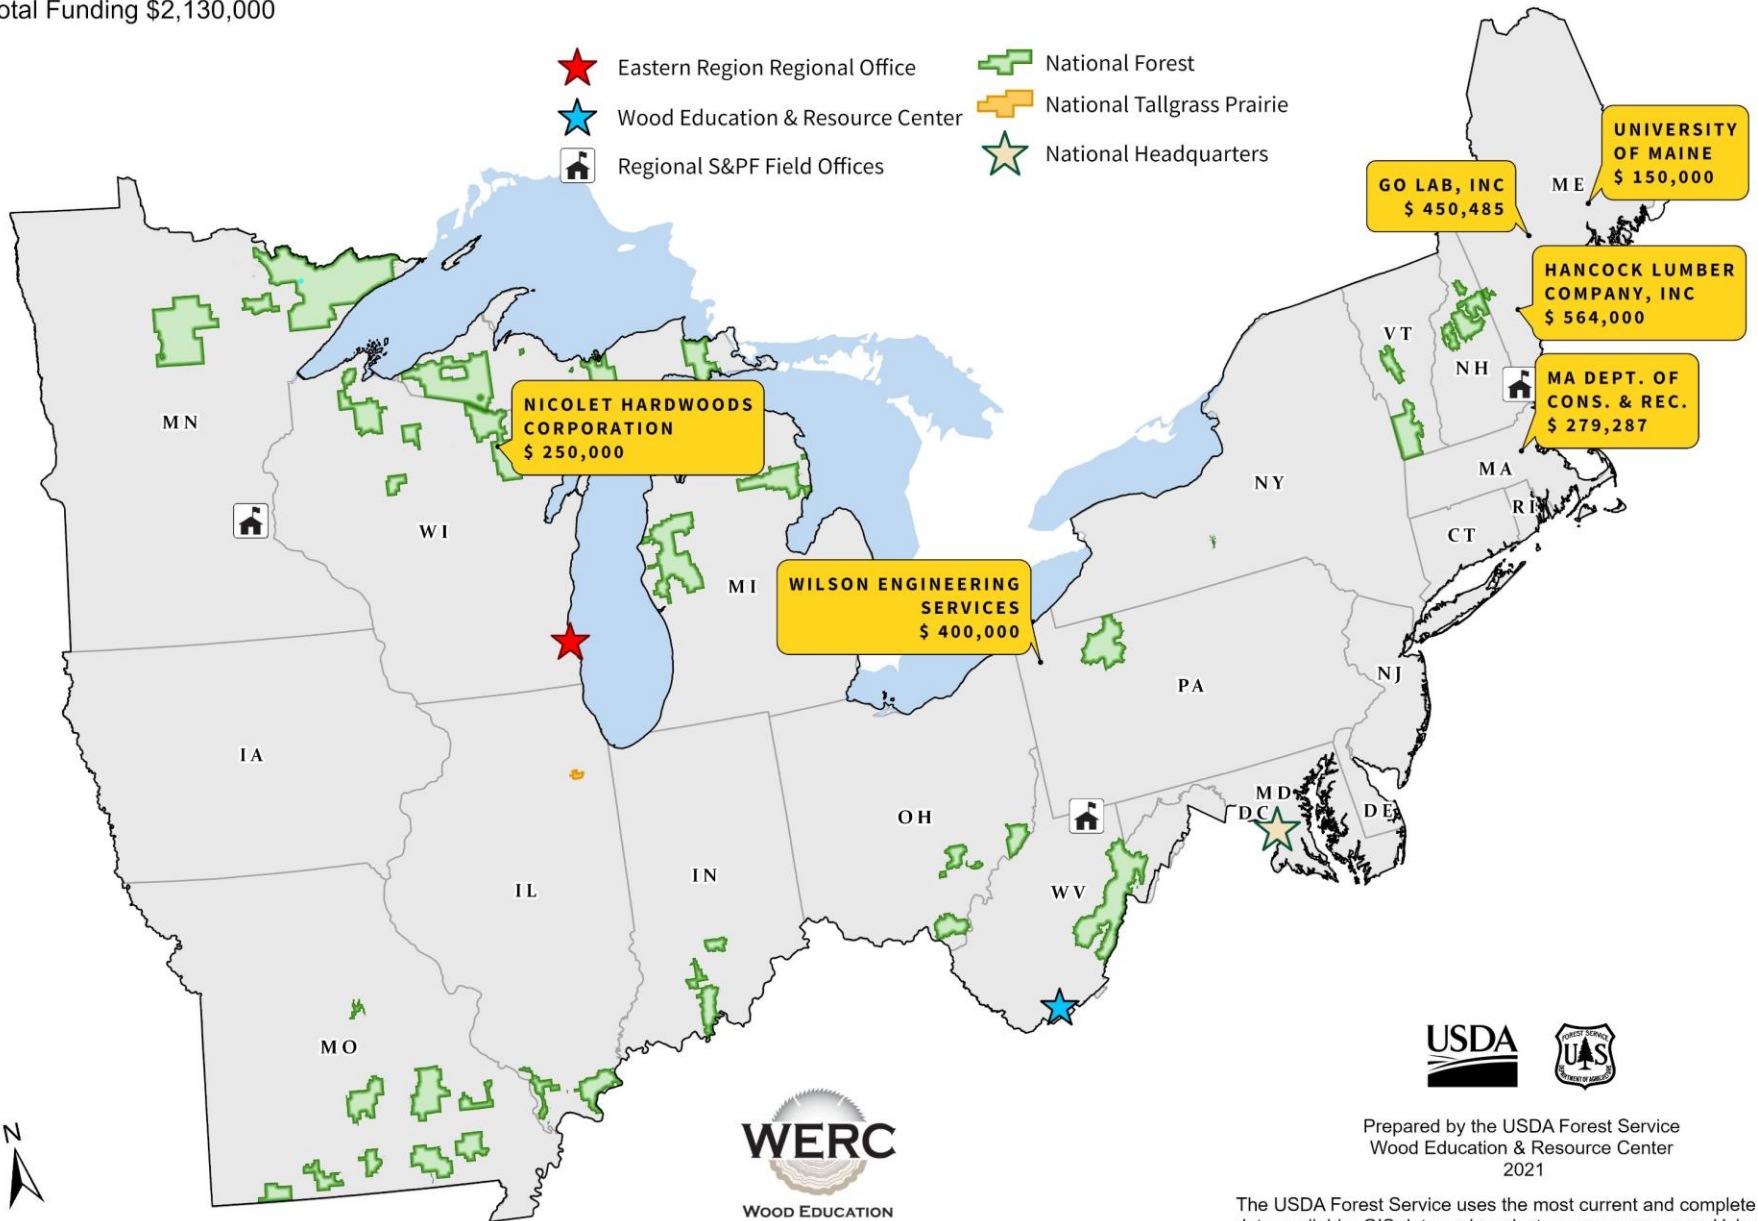 otal Funding $2,130,000
Eastern Region Regional Office
Wood Education & Resource Center
Regional S&PF Field Offices
National Forest
National Tallgrass Prairie
National Headquarters
UNIVERSITY
OF MAINE
$ 150,000
GO LAB, INC
$ 450,485
ME
HANCOCK LUMBER
COMPANY, INC
$ 564,000
VT
NH
MA DEPT. OF
CONS. & REC.
$ 279,287
NICOLET HARDWOODS
CORPORATION
$ 250,000
MN
WI
MI
NY
MA
RI
CT
WILSON ENGINEERING
SERVICES
$ 400,000
PA
NJ
IA
IL
IN
OH
MD
DC
DE
WV
MO
N
WERC
WOOD EDUCATION
USDA
FOREST SERVICE
U S
DEPARTMENT OF AGRICULTURE
Prepared by the USDA Forest Service
Wood Education & Resource Center
2021
The USDA Forest Service uses the most current and complete